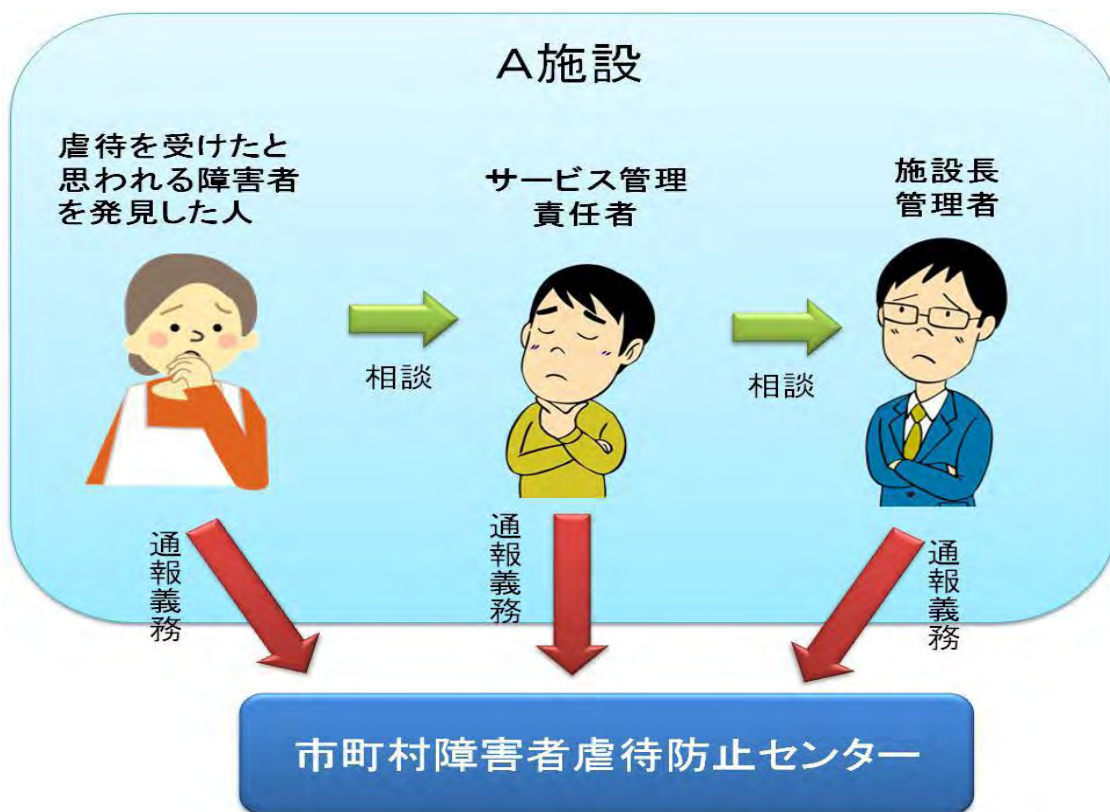 A施設
虐待を受けたと
思われる障害者
を発見した人
サービス管理
責任者
施設長
管理者
相談
相談
通報義務
通報義務
通報義務
市町村障害者虐待防止センター